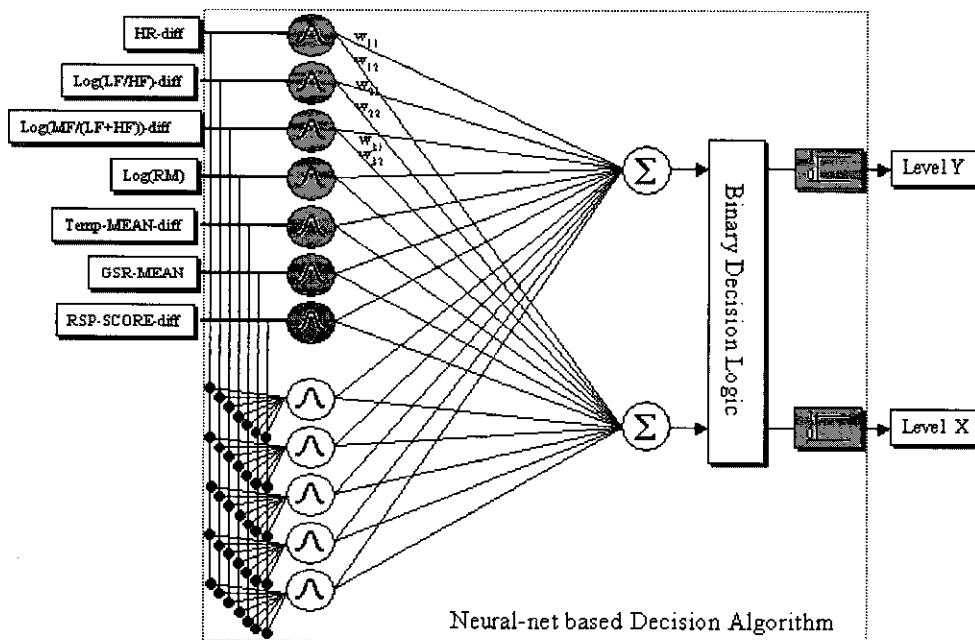 HR-diff
Log(LF/HF)-diff
Log(MF/(LF+HF))-diff
Log(RM)
Temp-MEAN-diff
GSR-MEAN
RSP-SCORE-diff
w11
w12
w21
w22
w32
Σ
Σ
Binary Decision Logic
Level Y
Level X
Neural-net based Decision Algorithm